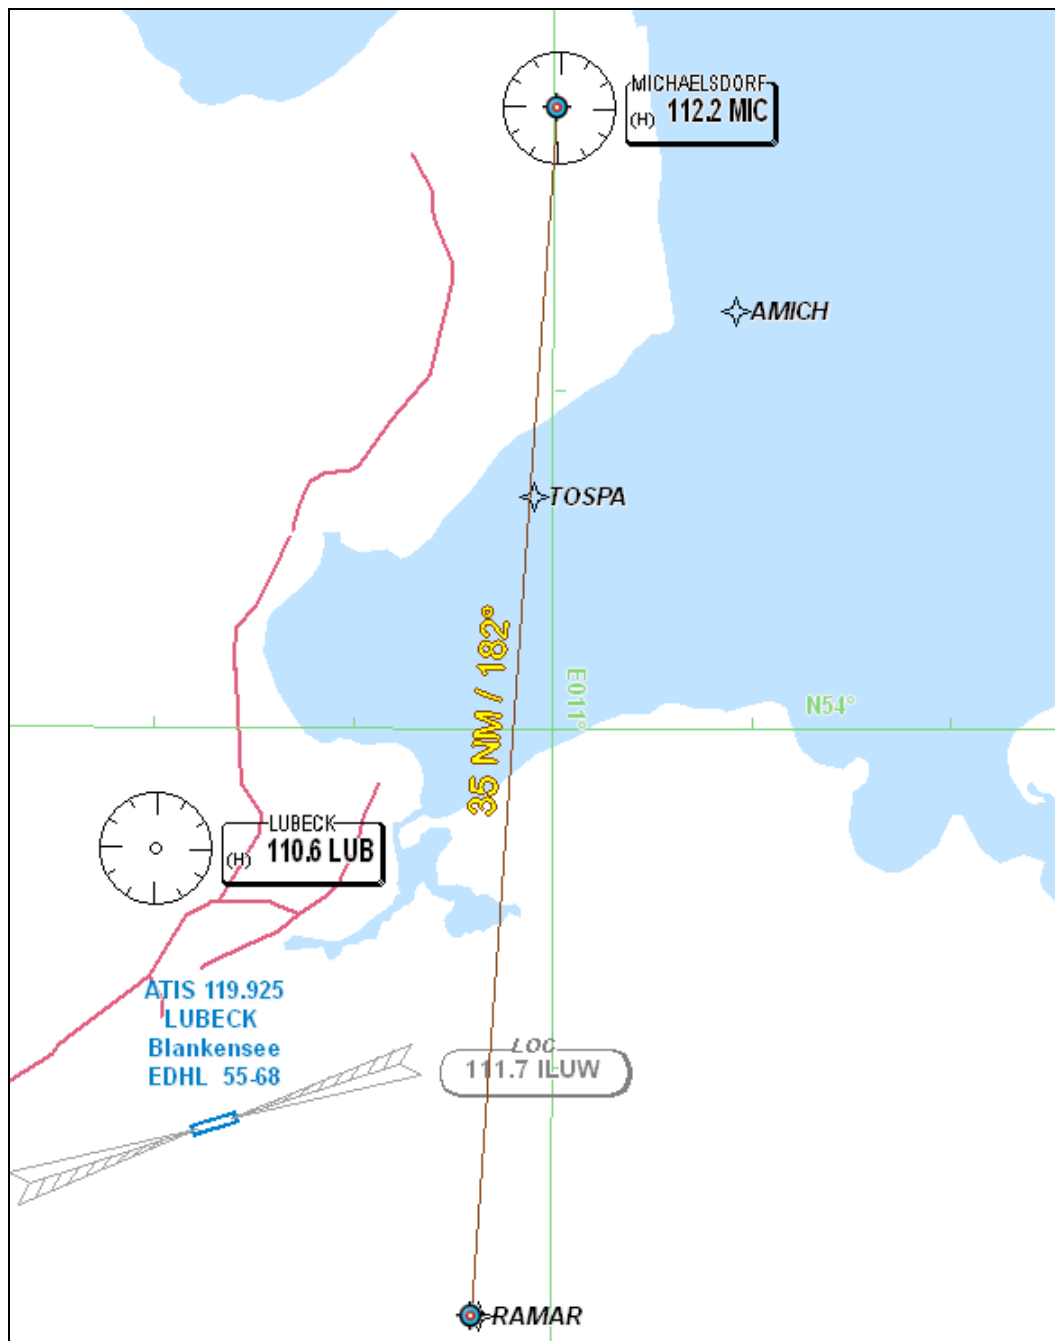 MICHAELSDORF
(H) 112.2 MIC
AMICH
TOSPA
35 NM / 182°
E011°
N54°
LUBECK
(H) 110.6 LUB
ATIS 119.925
LUBECK
Blankensee
EDHL 55-68
LOC
111.7 ILUW
RAMAR